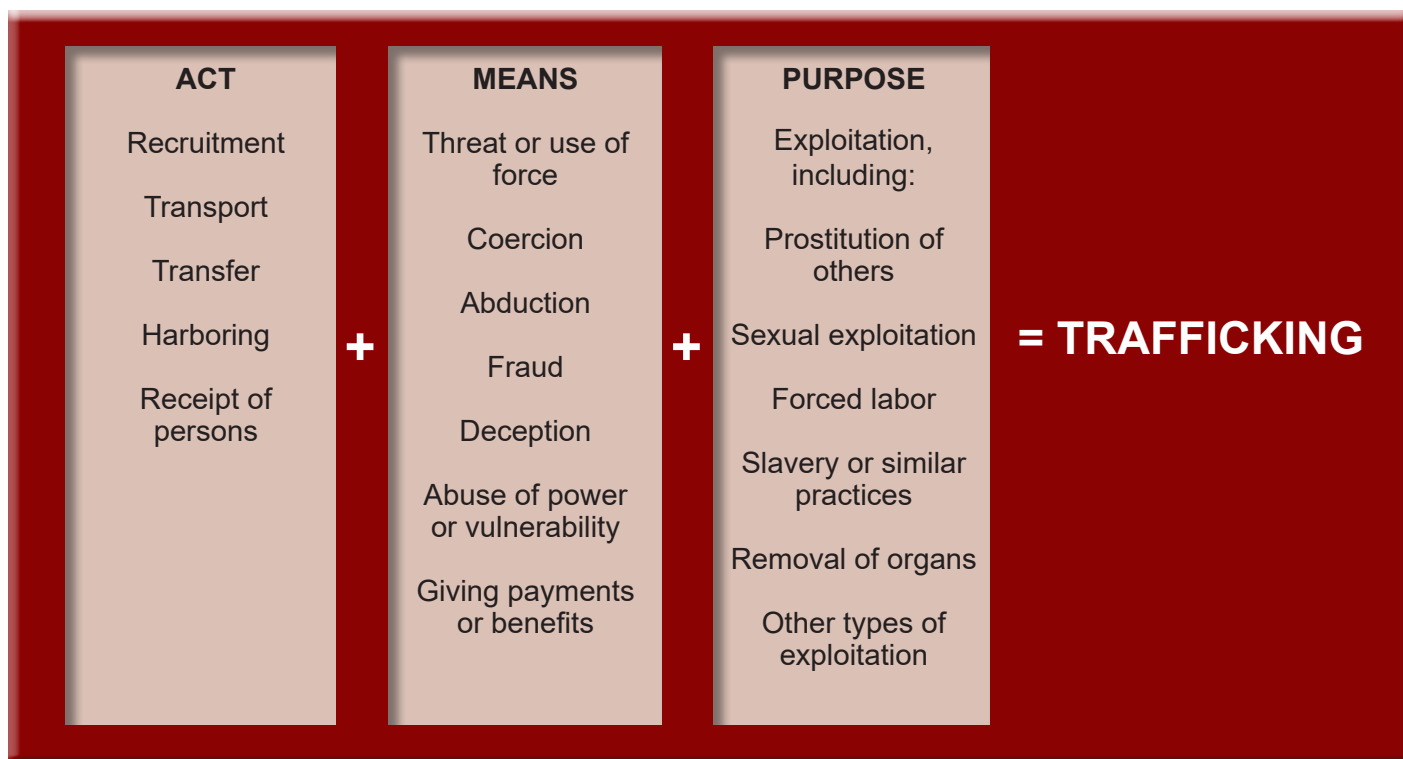 ACT
Recruitment
Transport
Transfer
Harboring
Receipt of
persons
+
MEANS
Threat or use of
force
Coercion
Abduction
Fraud
Deception
Abuse of power
or vulnerability
Giving payments
or benefits
+
PURPOSE
Exploitation,
including:
Prostitution of
others
Sexual exploitation
Forced labor
Slavery or similar
practices
Removal of organs
Other types of
exploitation
= TRAFFICKING